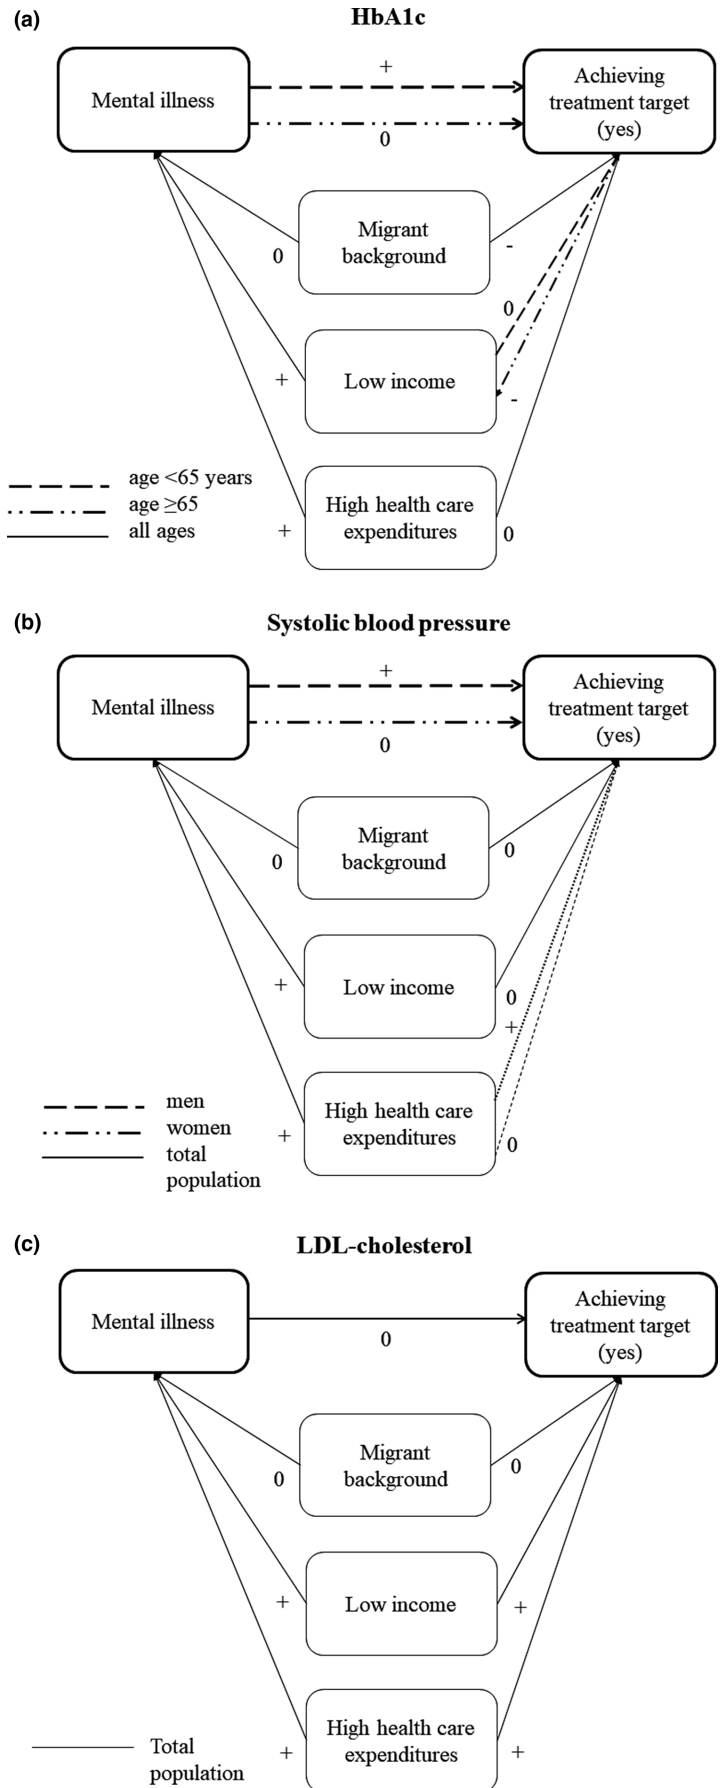 (a)
HbA1c
Mental illness
+
0
Achieving
treatment target
(yes)
Migrant
background
0
-
0
Low income
+
-
age <65 years
age ≥65
all ages
High health care
expenditures
+
0
(b)
Systolic blood pressure
Mental illness
+
0
Achieving
treatment target
(yes)
Migrant
background
0
0
Low income
+
0
+
men
women
total
population
High health care
expenditures
+
0
(c)
LDL-cholesterol
Mental illness
0
Achieving
treatment target
(yes)
Migrant
background
0
0
Low income
+
+
Total
population
High health care
expenditures
+
+